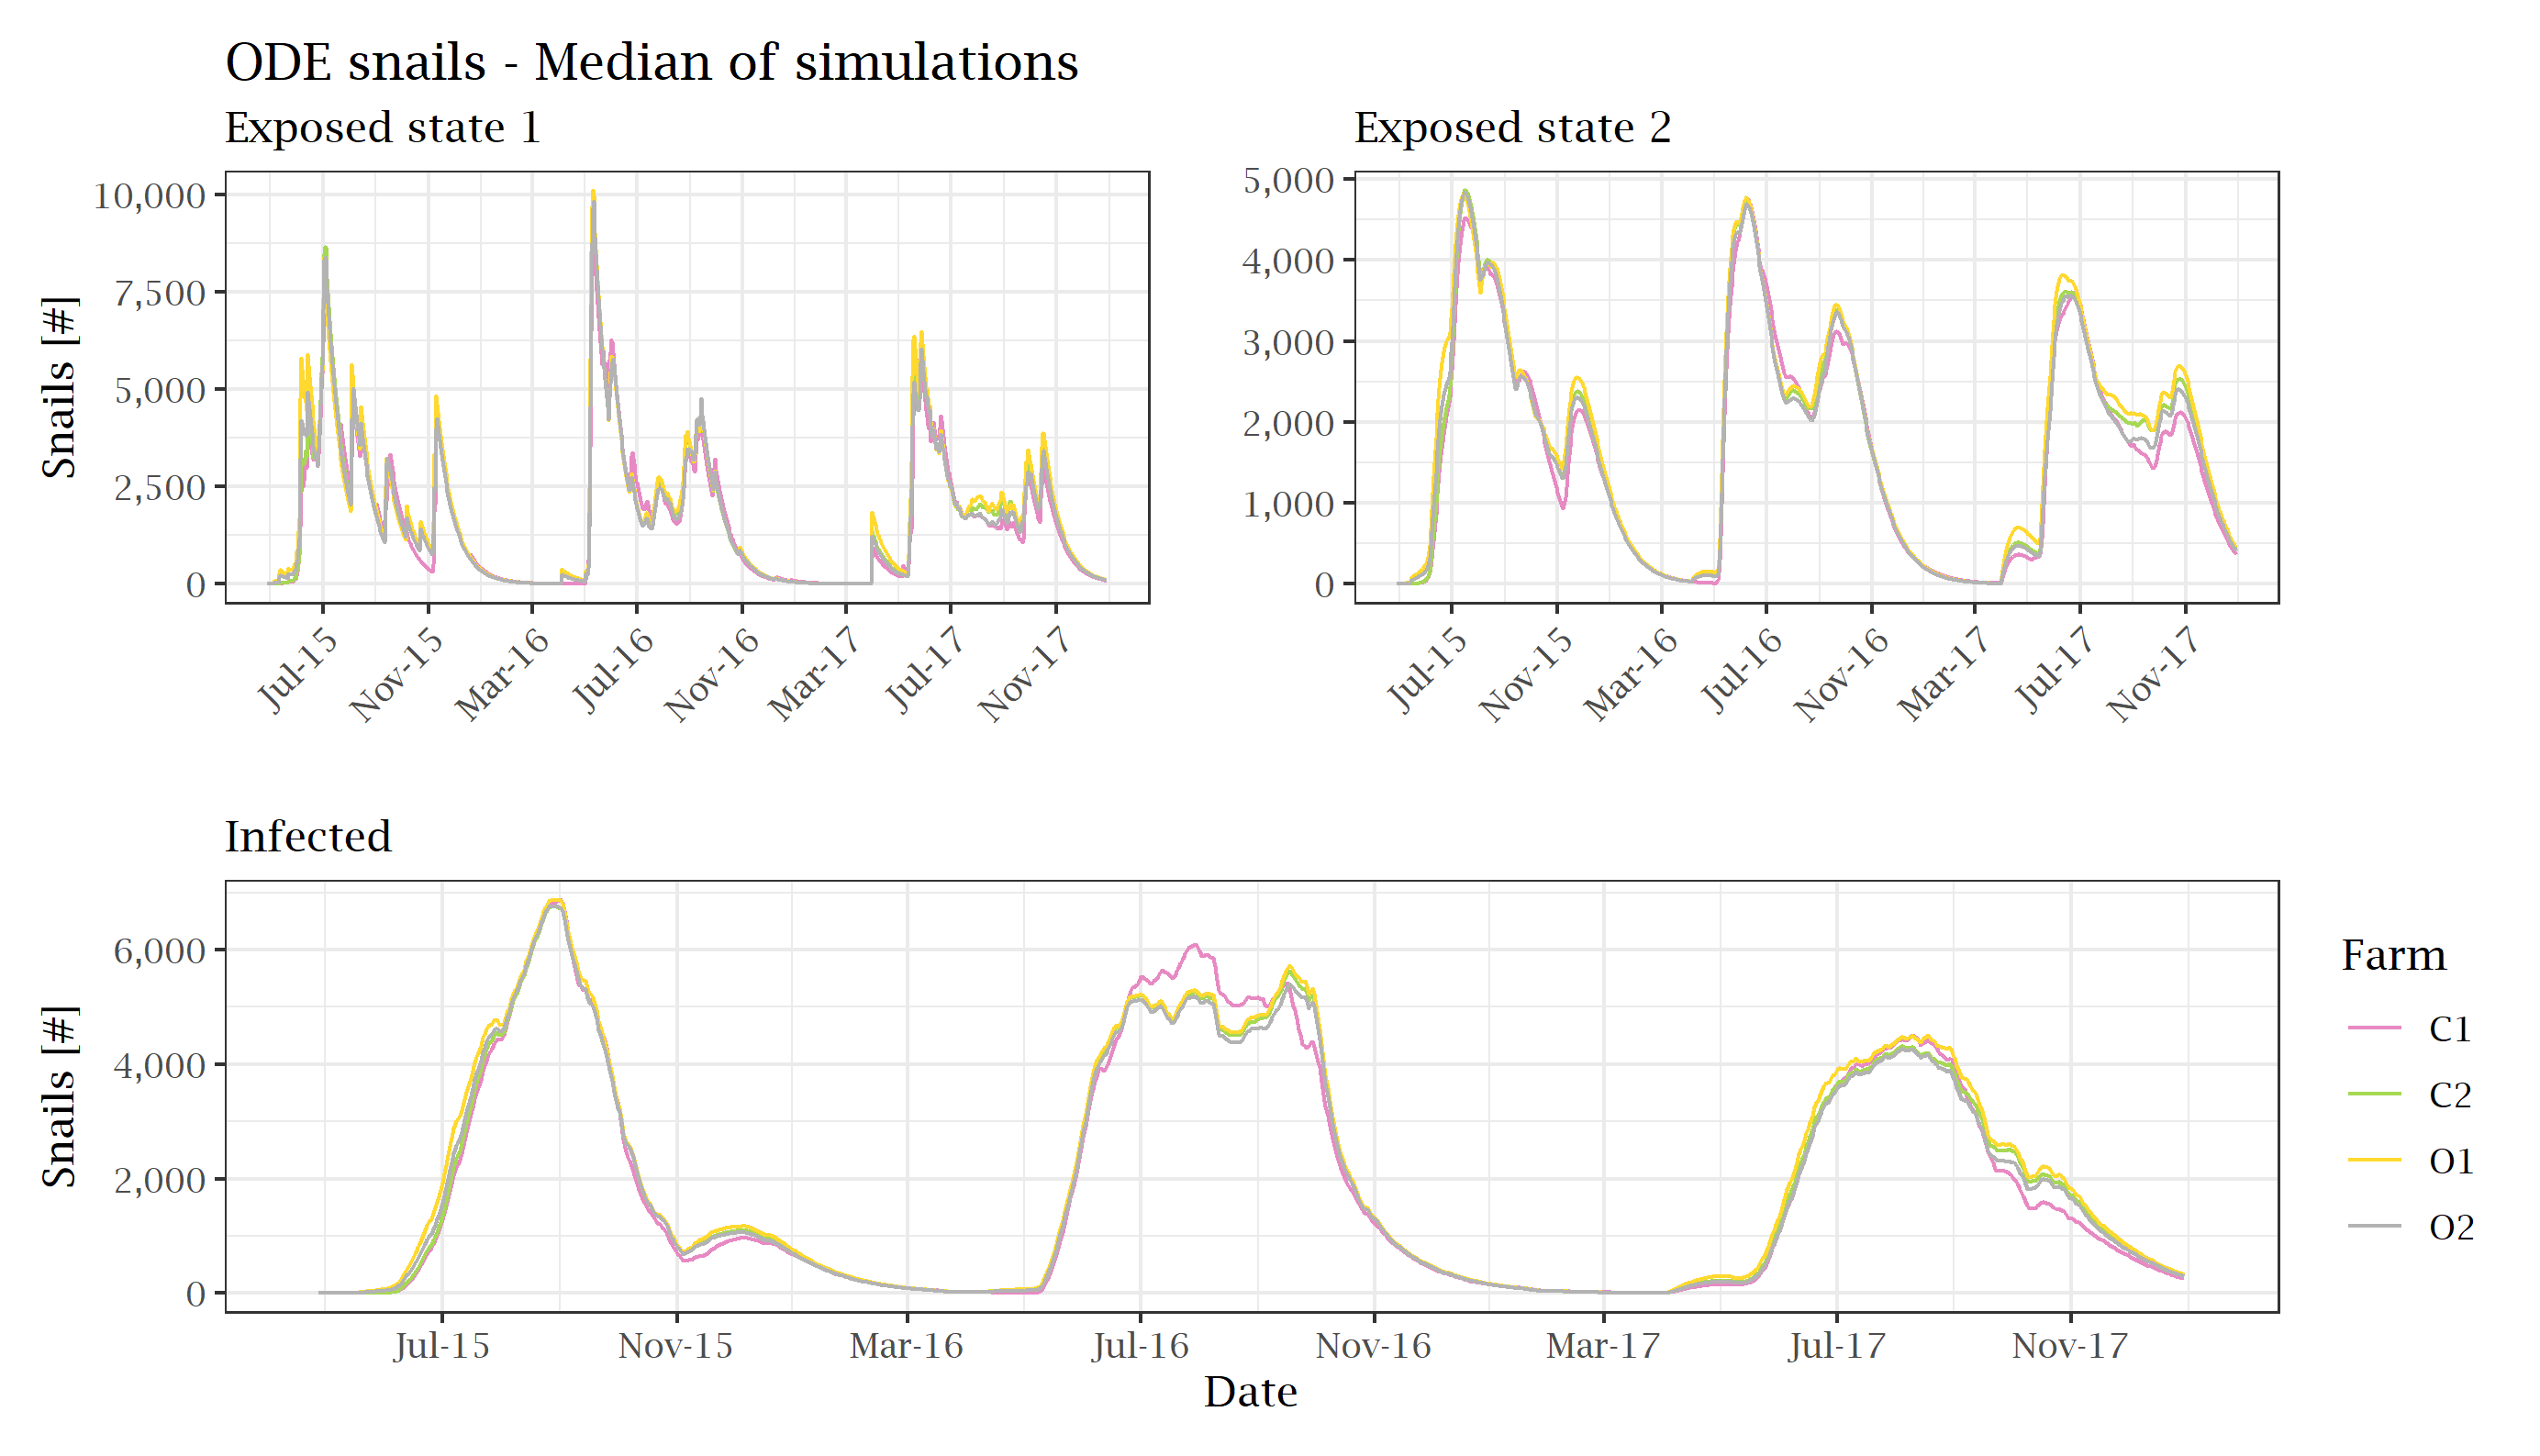 ODE snails - Median of simulations
Exposed state 1
Exposed state 2
Snails [#]
10,000
7,500
5,000
2,500
0
Jul-15
Nov-15
Mar-16
Jul-16
Nov-16
Mar-17
Jul-17
Nov-17
5,000
4,000
3,000
2,000
1,000
0
Jul-15
Nov-15
Mar-16
Jul-16
Nov-16
Mar-17
Jul-17
Nov-17
Infected
Snails [#]
6,000
4,000
2,000
0
Jul-15
Nov-15
Mar-16
Jul-16
Nov-16
Mar-17
Jul-17
Nov-17
Date
Farm
C1
C2
O1
O2